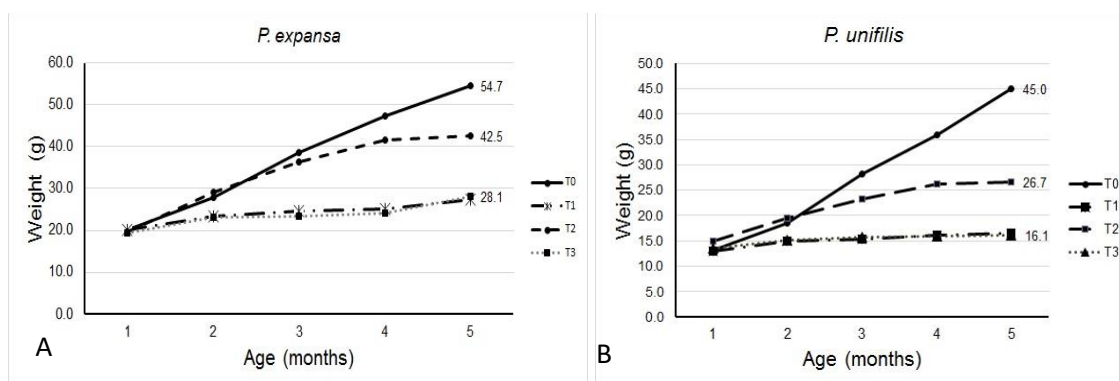 P. expansa
Weight (g)
60.0
50.0
40.0
30.0
20.0
10.0
0.0
54.7
42.5
28.1
T0
T1
T2
T3
1 2 3 4 5
Age (months)
A
P. unifilis
Weight (g)
50.0
45.0
40.0
35.0
30.0
25.0
20.0
15.0
10.0
5.0
0.0
45.0
26.7
16.1
T0
T1
T2
T3
1 2 3 4 5
Age (months)
B